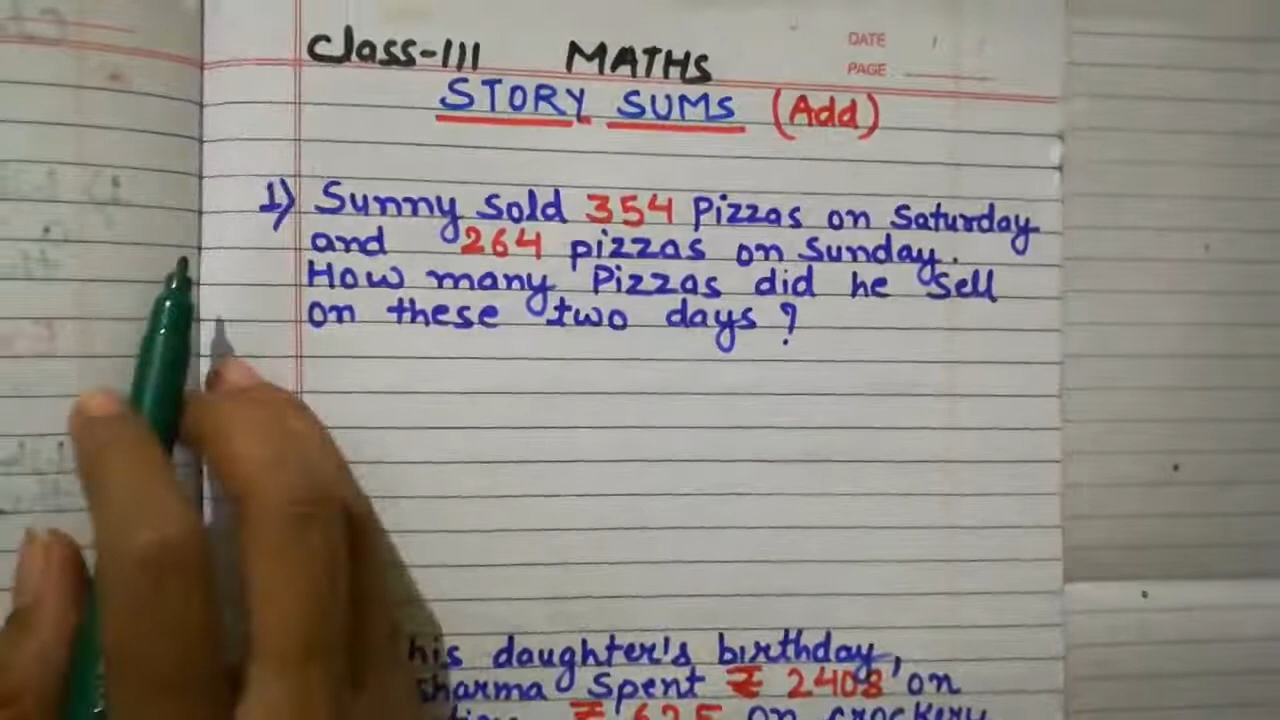 Class-III MATHS
DATE
PAGE
STORY SUMS (Add)
1) Sunny sold 354 Pizzas on Saturday
and 264 pizzas on Sunday.
How many Pizzas did he sell
on these two days ?
his daughter's birthday,
Sharma Spent ₹ 2408 on
₹ 625 on crockery